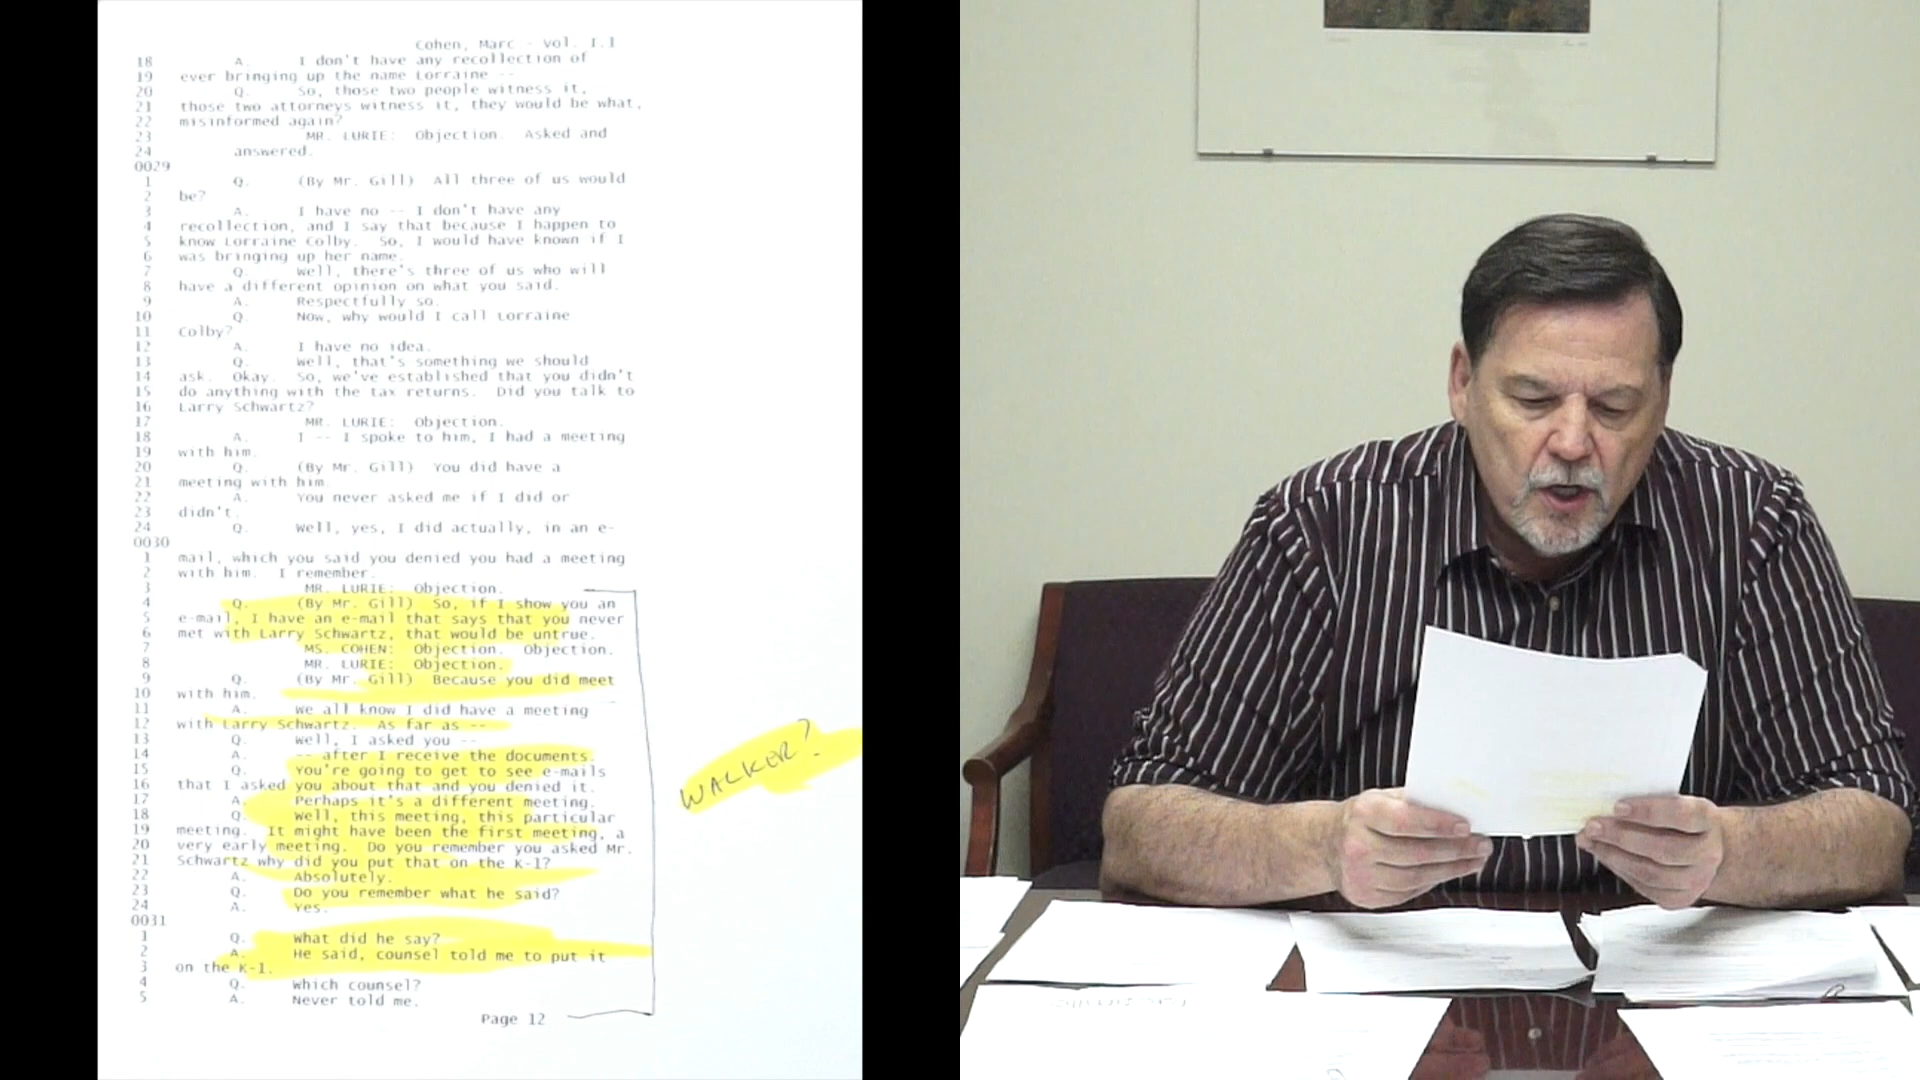 Cohen, Marc - Vol. I.1
18 A. I don't have any recollection of
19 ever bringing up the name Lorraine --
20 Q. So, those two people witness it,
21 those two attorneys witness it, they would be what,
22 misinformed again?
23 MR. LURIE: Objection. Asked and
24 answered.
0029
1 Q. (By Mr. Gill) All three of us would
2 be?
3 A. I have no -- I don't have any
4 recollection, and I say that because I happen to
5 know Lorraine Colby. So, I would have known if I
6 was bringing up her name.
7 Q. Well, there's three of us who will
8 have a different opinion on what you said.
9 A. Respectfully so.
10 Q. Now, why would I call Lorraine
11 Colby?
12 A. I have no idea.
13 Q. Well, that's something we should
14 ask. Okay. So, we've established that you didn't
15 do anything with the tax returns. Did you talk to
16 Larry Schwartz?
17 MR. LURIE: Objection.
18 A. I -- I spoke to him, I had a meeting
19 with him.
20 Q. (By Mr. Gill) You did have a
21 meeting with him.
22 A. You never asked me if I did or
23 didn't.
24 Q. Well, yes, I did actually, in an e-
0030
1 mail, which you said you denied you had a meeting
2 with him. I remember.
3 MR. LURIE: Objection.
4 Q. (By Mr. Gill) So, if I show you an
5 e-mail, I have an e-mail that says that you never
6 met with Larry Schwartz, that would be untrue.
7 MS. COHEN: Objection. Objection.
8 MR. LURIE: Objection.
9 Q. (By Mr. Gill) Because you did meet
10 with him.
11 A. We all know I did have a meeting
12 with Larry Schwartz. As far as --
13 Q. Well, I asked you --
14 A. -- after I receive the documents.
15 Q. You're going to get to see e-mails
16 that I asked you about that and you denied it.
17 A. Perhaps it's a different meeting.
18 Q. Well, this meeting, this particular
19 meeting. It might have been the first meeting, a
20 very early meeting. Do you remember you asked Mr.
21 Schwartz why did you put that on the K-1?
22 A. Absolutely.
23 Q. Do you remember what he said?
24 A. Yes.
0031
1 Q. What did he say?
2 A. He said, counsel told me to put it
3 on the K-1.
4 Q. Which counsel?
5 A. Never told me.
Page 12
WALKER?